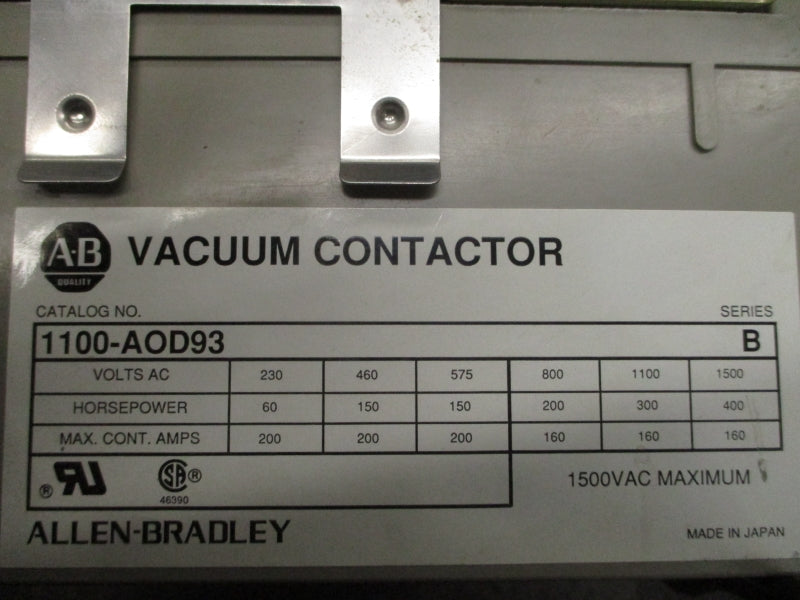 A-B QUALITY
VACUUM CONTACTOR
CATALOG NO. SERIES
1100-AOD93 B
VOLTS AC 230 460 575 800 1100 1500
HORSEPOWER 60 150 150 200 300 400
MAX. CONT. AMPS 200 200 200 160 160 160
® RU SA ®
46390
1500VAC MAXIMUM
ALLEN-BRADLEY
MADE IN JAPAN